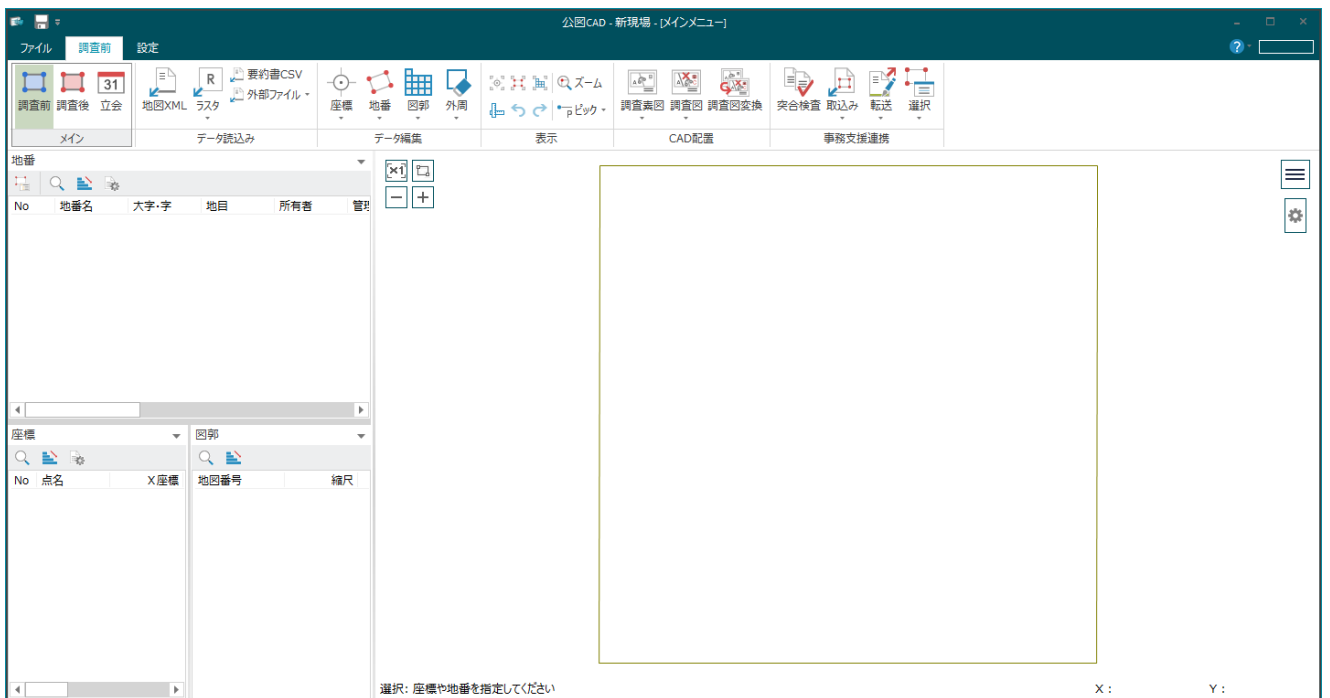 公図CAD - 新現場 - [メインメニュー]
ファイル 調査前 設定
?
調査前 調査後 31 立会 地図XML R ラスタ 要約書CSV 外部ファイル 座標 地番 図郭 外周 ズーム ピック 調査素図 調査図 調査図変換 突合検査 取込み 転送 選択
メイン データ読込み データ編集 表示 CAD配置 事務支援連携
地番
No 地番名 大字・字 地目 所有者 管理
×1
座標 図郭
No 点名 X座標 地図番号 縮尺
選択: 座標や地番を指定してください X : Y :